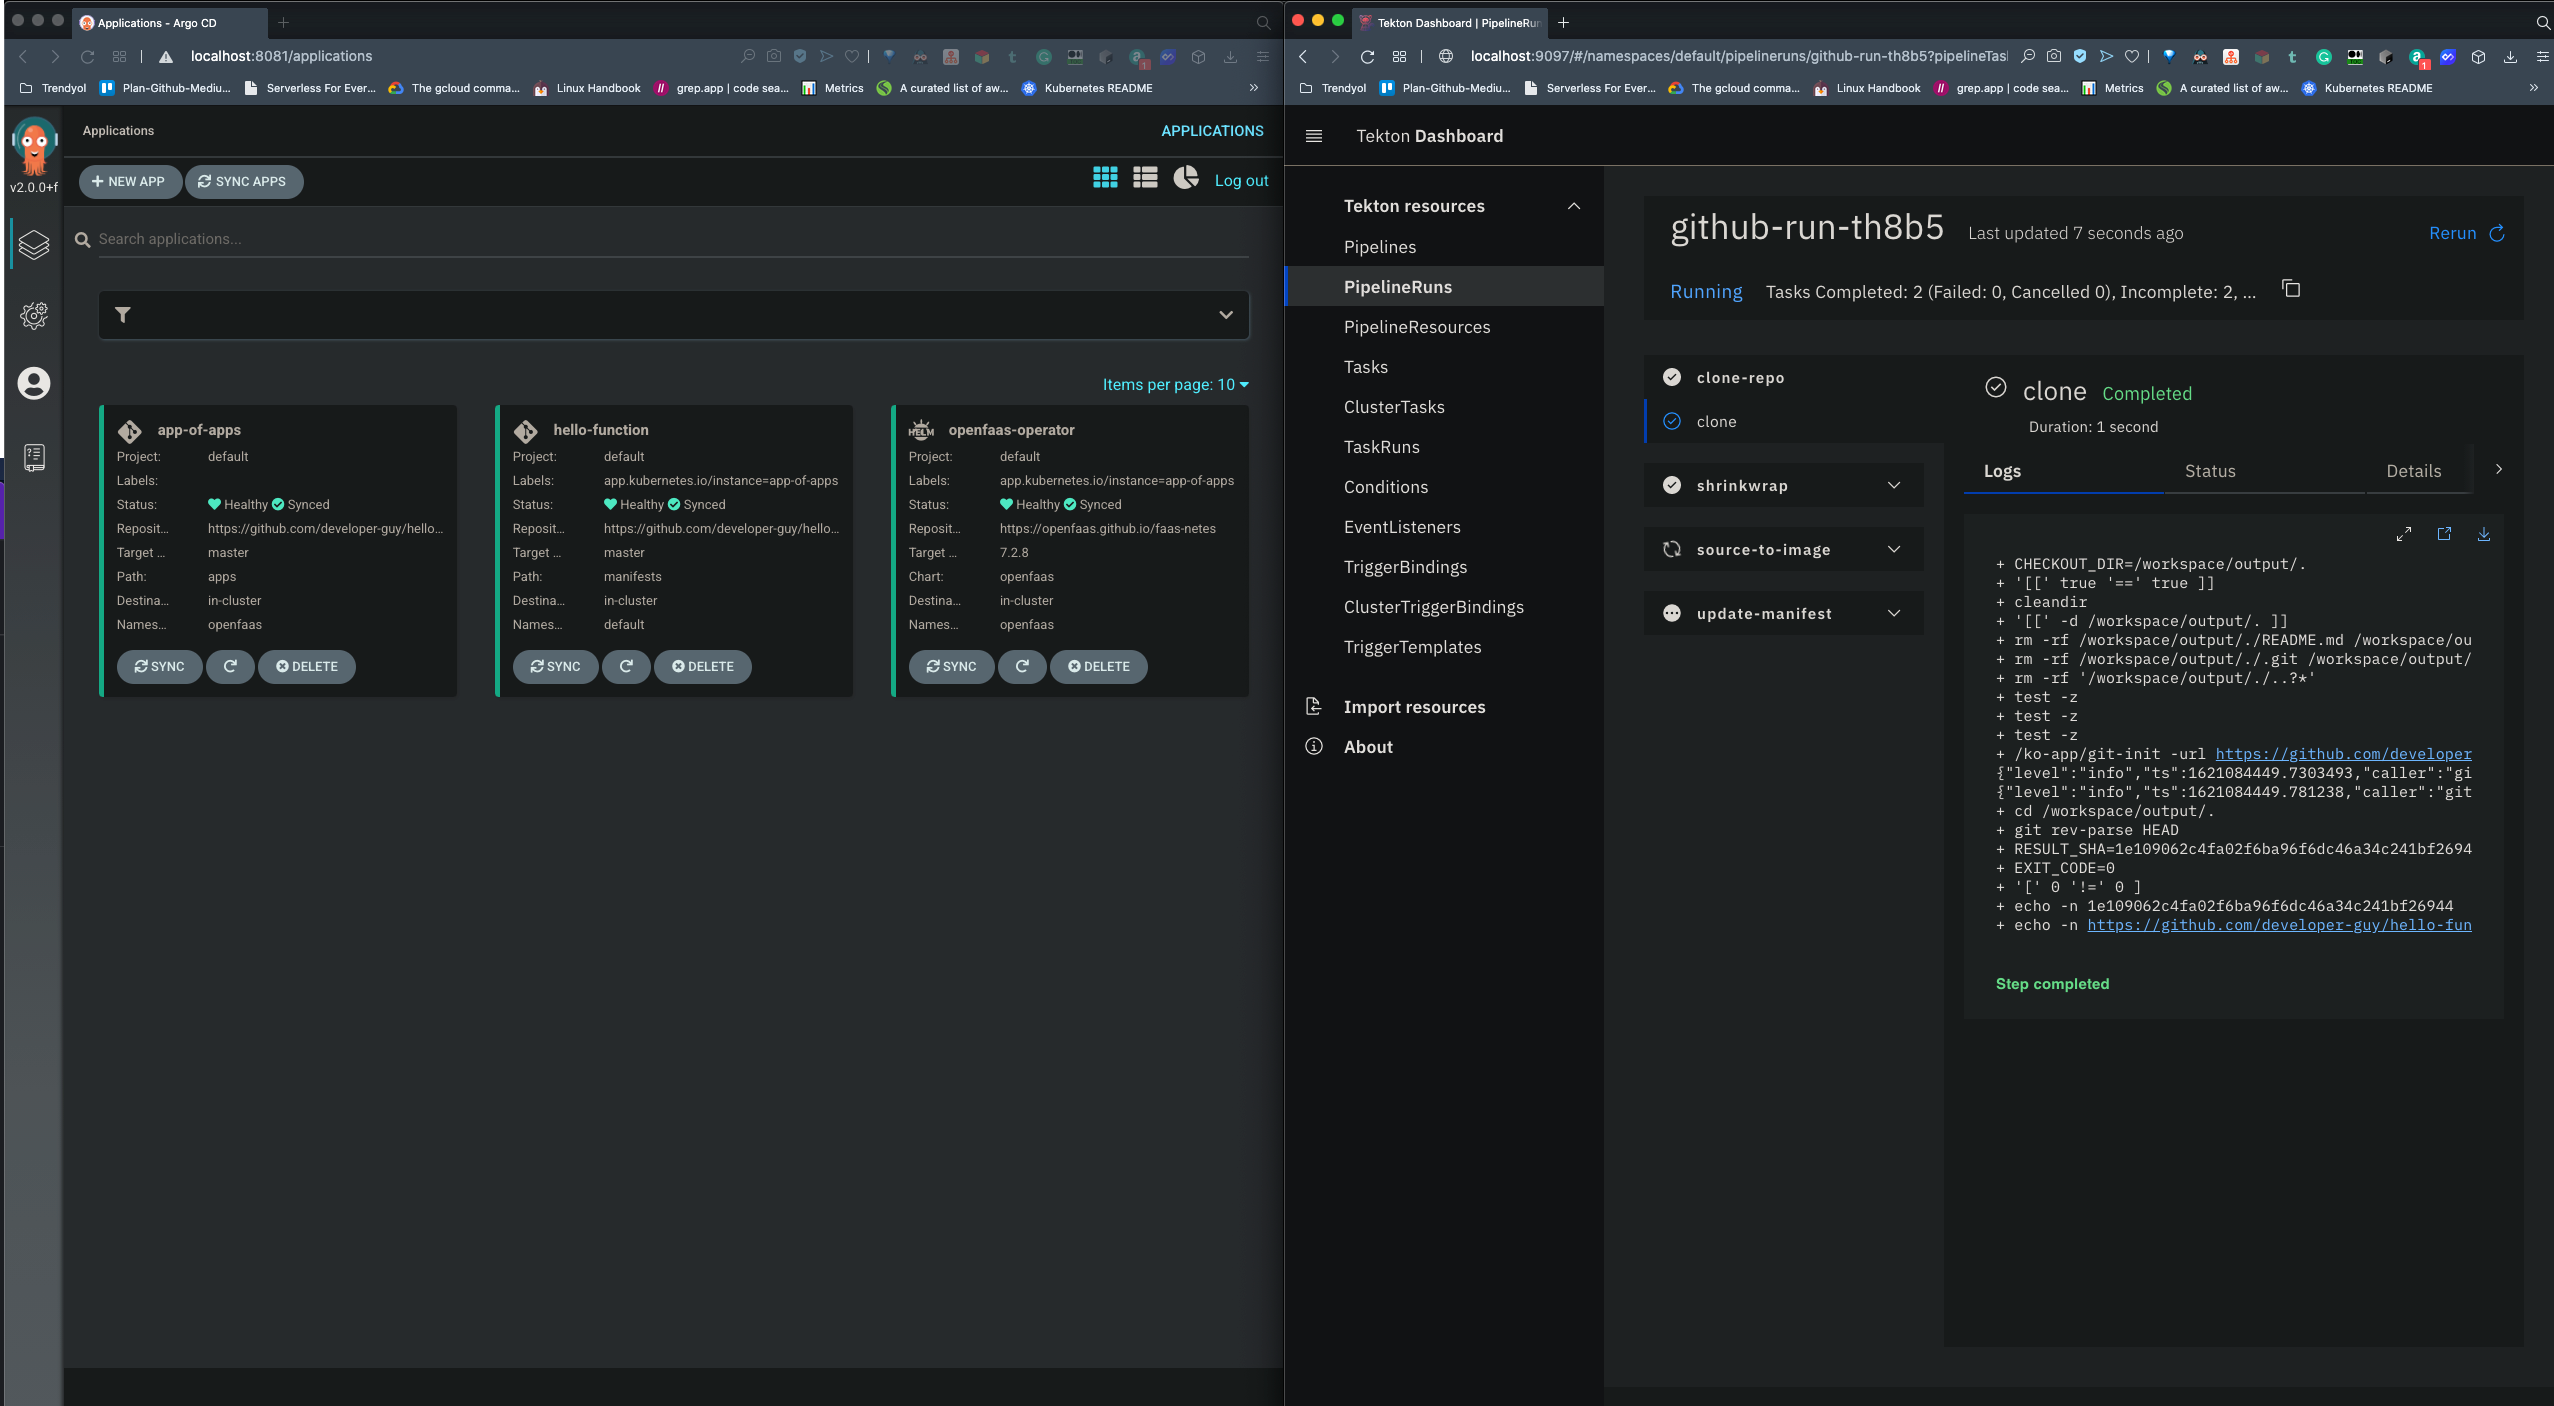 Applications - Argo CD
localhost:8081/applications
Trendyol
Plan-Github-Mediu...
Serverless For Ever...
The gcloud comma...
Linux Handbook
grep.app | code sea...
Metrics
A curated list of aw...
Kubernetes README
v2.0.0+f
Applications
APPLICATIONS
NEW APP
SYNC APPS
Log out
Search applications...
Items per page: 10
app-of-apps
Project: default
Labels:
Status: Healthy Synced
Reposit... https://github.com/developer-guy/hello...
Target ... master
Path: apps
Destina... in-cluster
Names... openfaas
SYNC
DELETE
hello-function
Project: default
Labels: app.kubernetes.io/instance=app-of-apps
Status: Healthy Synced
Reposit... https://github.com/developer-guy/hello...
Target ... master
Path: manifests
Destina... in-cluster
Names... default
SYNC
DELETE
HELM
openfaas-operator
Project: default
Labels: app.kubernetes.io/instance=app-of-apps
Status: Healthy Synced
Reposit... https://openfaas.github.io/faas-netes
Target ... 7.2.8
Chart: openfaas
Destina... in-cluster
Names... openfaas
SYNC
DELETE
Tekton Dashboard | PipelineRun
localhost:9097/#/namespaces/default/pipelineruns/github-run-th8b5?pipelineTas
Trendyol
Plan-Github-Mediu...
Serverless For Ever...
The gcloud comma...
Linux Handbook
grep.app | code sea...
Metrics
A curated list of aw...
Kubernetes README
Tekton Dashboard
Tekton resources
Pipelines
PipelineRuns
PipelineResources
Tasks
ClusterTasks
TaskRuns
Conditions
EventListeners
TriggerBindings
ClusterTriggerBindings
TriggerTemplates
Import resources
About
github-run-th8b5
Last updated 7 seconds ago
Rerun
Running
Tasks Completed: 2 (Failed: 0, Cancelled 0), Incomplete: 2, ...
clone-repo
clone
shrinkwrap
source-to-image
update-manifest
clone
Completed
Duration: 1 second
Logs
Status
Details
+ CHECKOUT_DIR=/workspace/output/.
+ '[[' true '==' true ]]
+ cleandir
+ '[[' -d /workspace/output/. ]]
+ rm -rf /workspace/output/./README.md /workspace/ou
+ rm -rf /workspace/output/./.git /workspace/output/
+ rm -rf '/workspace/output/./..?*'
+ test -z
+ test -z
+ test -z
+ /ko-app/git-init -url https://github.com/developer
{"level":"info","ts":1621084449.7303493,"caller":"gi
{"level":"info","ts":1621084449.781238,"caller":"git
+ cd /workspace/output/.
+ git rev-parse HEAD
+ RESULT_SHA=1e109062c4fa02f6ba96f6dc46a34c241bf2694
+ EXIT_CODE=0
+ '[' 0 '!=' 0 ]
+ echo -n 1e109062c4fa02f6ba96f6dc46a34c241bf26944
+ echo -n https://github.com/developer-guy/hello-fun
Step completed